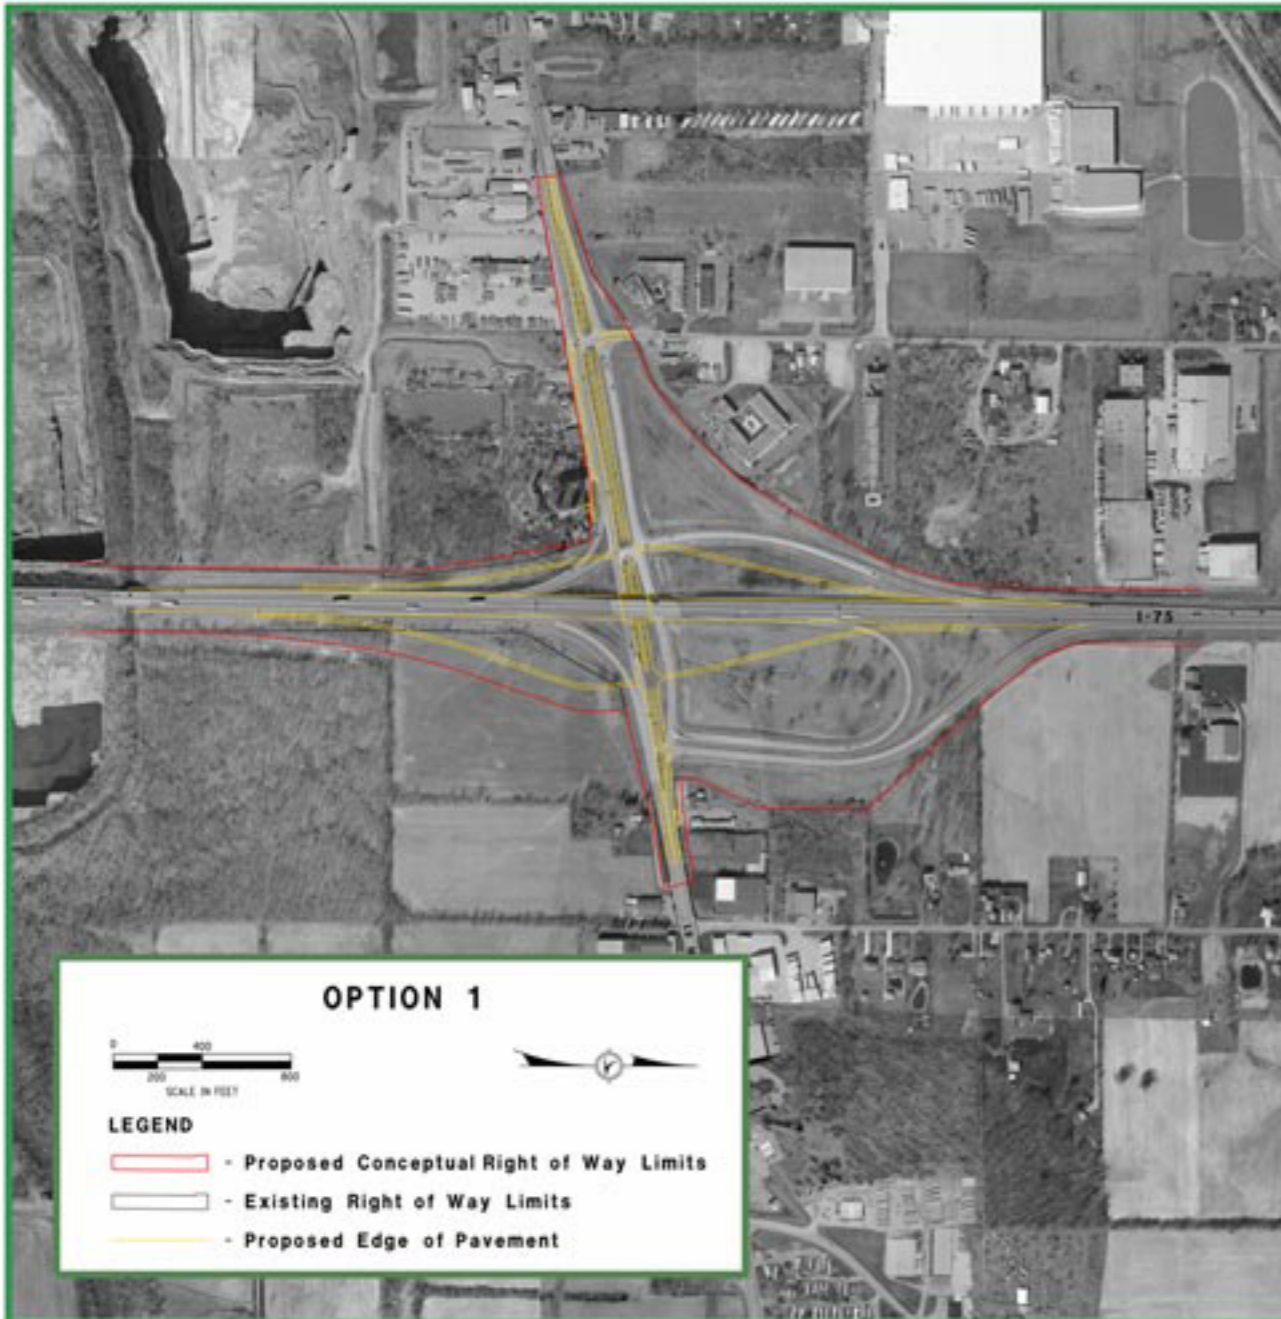 I-75
OPTION 1
0 400
200 800
SCALE IN FEET
LEGEND
- Proposed Conceptual Right of Way Limits
- Existing Right of Way Limits
- Proposed Edge of Pavement